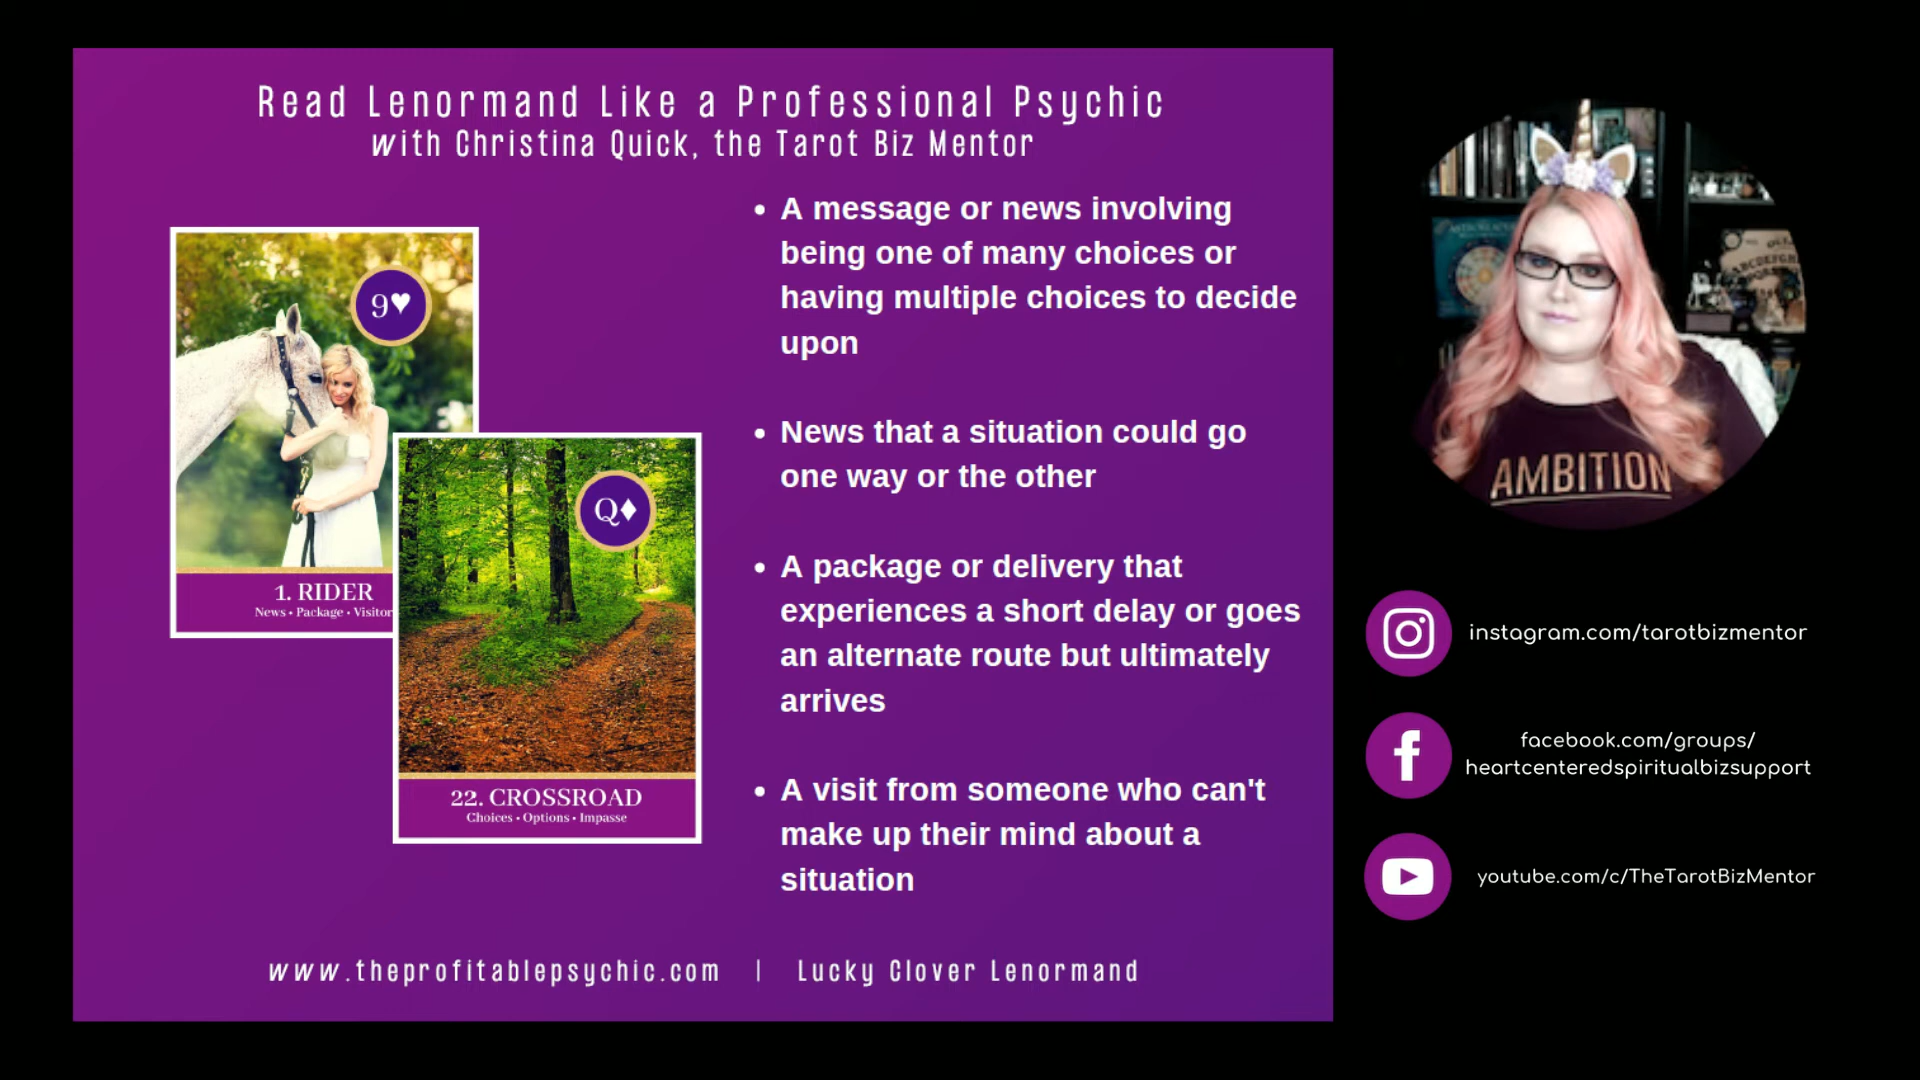 Read Lenormand Like a Professional Psychic
with Christina Quick, the Tarot Biz Mentor
9♥
1. RIDER
News • Package • Visitor
Q♦
22. CROSSROAD
Choices • Options • Impasse
• A message or news involving
being one of many choices or
having multiple choices to decide
upon
• News that a situation could go
one way or the other
• A package or delivery that
experiences a short delay or goes
an alternate route but ultimately
arrives
• A visit from someone who can't
make up their mind about a
situation
www.theprofitablepsychic.com | Lucky Clover Lenormand
AMBITION
instagram.com/tarotbizmentor
facebook.com/groups/
heartcenteredspiritualbizsupport
youtube.com/c/TheTarotBizMentor